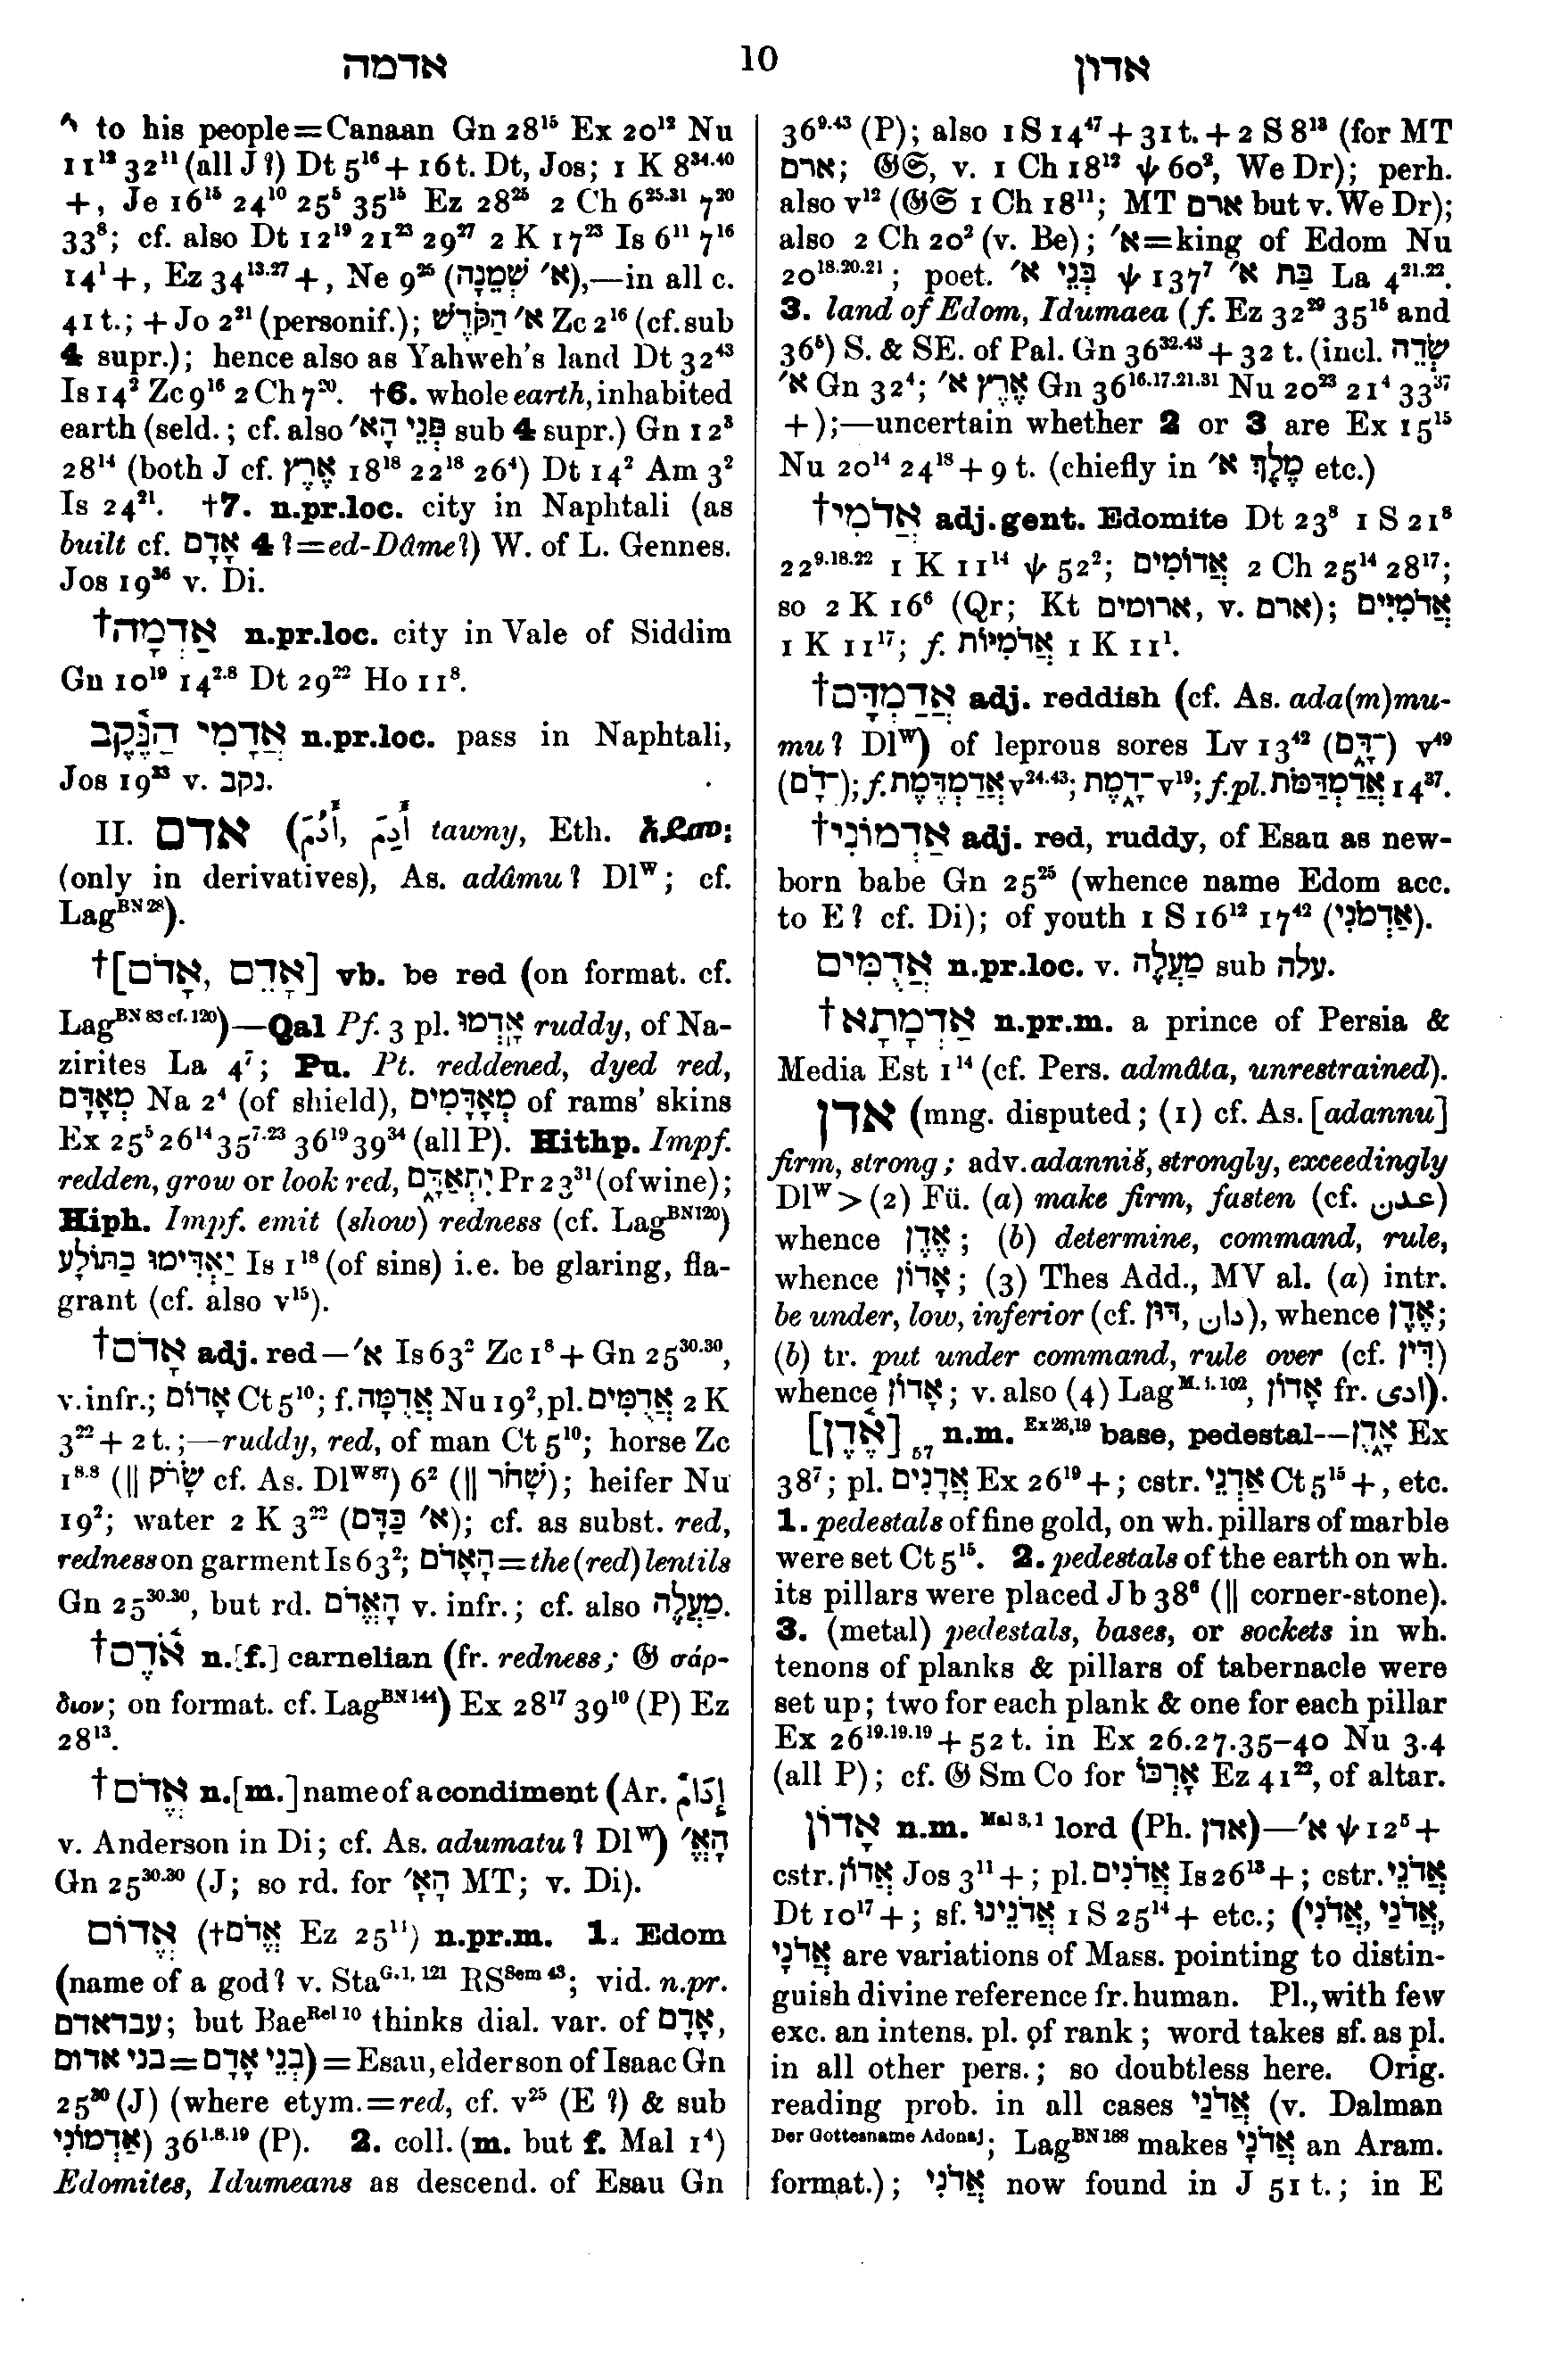 אדמה 10 אדון
^ to his people=Canaan Gn 28¹⁵ Ex 20¹² Nu
11¹² 32¹¹ (all J ?) Dt 5¹⁶ + 16 t. Dt, Jos; 1 K 8³⁴·⁴⁰
+, Je 16¹⁵ 24¹⁰ 25⁵ 35¹⁵ Ez 28²⁵ 2 Ch 6²⁵·³¹ 7²⁰
33⁸; cf. also Dt 12¹⁹ 21²³ 29²⁷ 2 K 17²³ Is 6¹¹ 7¹⁶
14¹ +, Ez 34¹³·²⁷ +, Ne 9²⁵ (א׳ שְׁמֵנָה),—in all c.
41 t.; + Jo 2²¹ (personif.); א׳ הַקֹּדֶשׁ Zc 2¹⁶ (cf. sub
4 supr.); hence also as Yahweh's land Dt 32⁴³
Is 14² Zc 9¹⁶ 2 Ch 7²⁰. †6. whole earth, inhabited
earth (seld.; cf. also פְּנֵי הָא׳ sub 4 supr.) Gn 12³
28¹⁴ (both J cf. אֶרֶץ 18¹⁸ 22¹⁸ 26⁴) Dt 14² Am 3²
Is 24²¹. †7. n.pr.loc. city in Naphtali (as
built cf. אָדָם 4 ?=ed-Dâme?) W. of L. Gennes.
Jos 19³⁶ v. Di.
†אַדְמָה n.pr.loc. city in Vale of Siddim
Gn 10¹⁹ 14²·⁸ Dt 29²² Ho 11⁸.
אֲדָמִי הַנֶּקֶב n.pr.loc. pass in Naphtali,
Jos 19³³ v. נקב.
II. אדם (أَدُمَ, أَدِمَ tawny, Eth. አደመ፡
(only in derivatives), As. adâmu ? Dlᵂ; cf.
Lagᴮᴺ ²⁸).
†[אָדֵם, אָדֹם] vb. be red (on format. cf.
Lagᴮᴺ ⁸³ ᶜᶠ· ¹²⁰)—Qal Pf. 3 pl. אָדְמוּ ruddy, of Na-
zirites La 4⁷; Pu. Pt. reddened, dyed red,
מְאָדָּם Na 2⁴ (of shield), מְאָדָּמִים of rams' skins
Ex 25⁵ 26¹⁴ 35⁷·²³ 36¹⁹ 39³⁴ (all P). Hithp. Impf.
redden, grow or look red, יִתְאַדָּם Pr 23³¹ (of wine);
Hiph. Impf. emit (show) redness (cf. Lagᴮᴺ¹²⁰)
יַאְדִּימוּ כַתּוֹלָע Is 1¹⁸ (of sins) i.e. be glaring, fla-
grant (cf. also v¹⁵).
†אָדֹם adj. red—א׳ Is 63² Zc 1⁸ + Gn 25³⁰·³⁰,
v. infr.; אָדוֹם Ct 5¹⁰; f. אֲדֻמָּה Nu 19², pl. אֲדֻמִּים 2 K
3²² + 2 t.;—ruddy, red, of man Ct 5¹⁰; horse Zc
1⁸·⁸ (|| שָׂרֹק cf. As. Dlᵂ⁸⁷) 6² (|| שָׁחֹר); heifer Nu
19²; water 2 K 3²² (א׳ כַּדָּם); cf. as subst. red,
redness on garment Is 63²; הָאָדֹם=the (red) lentils
Gn 25³⁰·³⁰, but rd. הָאֱדֹם v. infr.; cf. also מַעֲלֶה.
†אֹדֶם n.[f.] carnelian (fr. redness; 𝔊 σάρ-
διον; on format. cf. Lagᴮᴺ ¹⁴⁴) Ex 28¹⁷ 39¹⁰ (P) Ez
28¹³.
†אֱדֹם n.[m.] name of a condiment (Ar. إِدَامٌ
v. Anderson in Di; cf. As. adumatu ? Dlᵂ) הָאֱ׳
Gn 25³⁰·³⁰ (J; so rd. for הָאָ׳ MT; v. Di).
אֱדוֹם (†אֱדֹם Ez 25¹¹) n.pr.m. 1. Edom
(name of a god ? v. Staᴳ·¹·¹²¹ RSˢᵉᵐ ⁴³; vid. n.pr.
עבדאדם; but Baeᴿᵉˡ ¹⁰ thinks dial. var. of אָדָם,
בני אדום=בְּנֵי אָדָם)=Esau, elder son of Isaac Gn
25³⁰ (J) (where etym.=red, cf. v²⁵ (E ?) & sub
אַדְמוֹנִי) 36¹·⁸·¹⁹ (P). 2. coll. (m. but f. Mal 1⁴)
Edomites, Idumeans as descend. of Esau Gn
36⁹·⁴³ (P); also 1 S 14⁴⁷ + 31 t. + 2 S 8¹³ (for MT
ארם; 𝔊𝔖, v. 1 Ch 18¹² ψ 60², We Dr); perh.
also v¹² (𝔊𝔖 1 Ch 18¹¹; MT ארם but v. We Dr);
also 2 Ch 20² (v. Be); א׳=king of Edom Nu
20¹⁸·²⁰·²¹; poet. בְּנֵי א׳ ψ 137⁷ בַּת א׳ La 4²¹·²².
3. land of Edom, Idumaea (f. Ez 32²⁹ 35¹⁵ and
36⁵) S. & SE. of Pal. Gn 36³²·⁴³ + 32 t. (incl. שְׂדֵה
א׳ Gn 32⁴; אֶרֶץ א׳ Gn 36¹⁶·¹⁷·²¹·³¹ Nu 20²³ 21⁴ 33³⁷
+);—uncertain whether 2 or 3 are Ex 15¹⁵
Nu 20¹⁴ 24¹⁸ + 9 t. (chiefly in מֶלֶךְ א׳ etc.)
†אֲדֹמִי adj.gent. Edomite Dt 23⁸ 1 S 21⁸
22⁹·¹⁸·²² 1 K 11¹⁴ ψ 52²; אֲדוֹמִים 2 Ch 25¹⁴ 28¹⁷;
so 2 K 16⁶ (Qr; Kt ארומים, v. ארם); אֲדֹמִיִּים
1 K 11¹⁷; f. אֲדֹמִיּוֹת 1 K 11¹.
†אֲדַמְדָּם adj. reddish (cf. As. ada(m)mu-
mu ? Dlᵂ) of leprous sores Lv 13⁴² (־דָּם) v⁴⁹
(־דָּם); f. אֲדַמְדֶּמֶת v²⁴·⁴³; ־דָּמֶת v¹⁹; f.pl. אֲדַמְדַּמֹּת 14³⁷.
†אַדְמוֹנִי adj. red, ruddy, of Esau as new-
born babe Gn 25²⁵ (whence name Edom acc.
to E ? cf. Di); of youth 1 S 16¹² 17⁴² (אַדְמֹנִי).
אֲדֻמִּים n.pr.loc. v. מַעֲלֶה sub עלה.
†אַדְמָתָא n.pr.m. a prince of Persia &
Media Est 1¹⁴ (cf. Pers. admâta, unrestrained).
אדן (mng. disputed; (1) cf. As. [adannu]
firm, strong; adv. adanniš, strongly, exceedingly
Dlᵂ > (2) Fü. (a) make firm, fasten (cf. عدن)
whence אֶדֶן; (b) determine, command, rule,
whence אָדוֹן; (3) Thes Add., MV al. (a) intr.
be under, low, inferior (cf. דּוּן, دان), whence אֶדֶן;
(b) tr. put under command, rule over (cf. דִּין)
whence אָדוֹן; v. also (4) Lagᴹ·ⁱ·¹⁰², אָדוֹן fr. ادى).
[אֶדֶן] ₅₇ n.m. ᴱˣ ²⁶,¹⁹ base, pedestal--אָדֶן Ex
38⁷; pl. אֲדָנִים Ex 26¹⁹ +; cstr. אַדְנֵי Ct 5¹⁵ +, etc.
1. pedestals of fine gold, on wh. pillars of marble
were set Ct 5¹⁵. 2. pedestals of the earth on wh.
its pillars were placed Jb 38⁶ (|| corner-stone).
3. (metal) pedestals, bases, or sockets in wh.
tenons of planks & pillars of tabernacle were
set up; two for each plank & one for each pillar
Ex 26¹⁹·¹⁹·¹⁹ + 52 t. in Ex 26.27.35–40 Nu 3.4
(all P); cf. 𝔊 Sm Co for אָרְכּוֹ Ez 41²², of altar.
אָדוֹן n.m. ᴹᵃˡ ³,¹ lord (Ph. אדן)—א׳ ψ 12⁵ +
cstr. אֲדוֹן Jos 3¹¹ +; pl. אֲדֹנִים Is 26¹³ +; cstr. אֲדֹנֵי
Dt 10¹⁷ +; sf. אֲדֹנֵינוּ 1 S 25¹⁴ + etc.; (אֲדֹנִי, אֲדֹנַי,
אֲדֹנָי are variations of Mass. pointing to distin-
guish divine reference fr. human. Pl., with few
exc. an intens. pl. of rank; word takes sf. as pl.
in all other pers.; so doubtless here. Orig.
reading prob. in all cases אֲדֹנַי (v. Dalman
Der Gottesname Adonaj; Lagᴮᴺ ¹⁸⁸ makes אֲדֹנָי an Aram.
format.); אֲדֹנִי now found in J 51 t.; in E